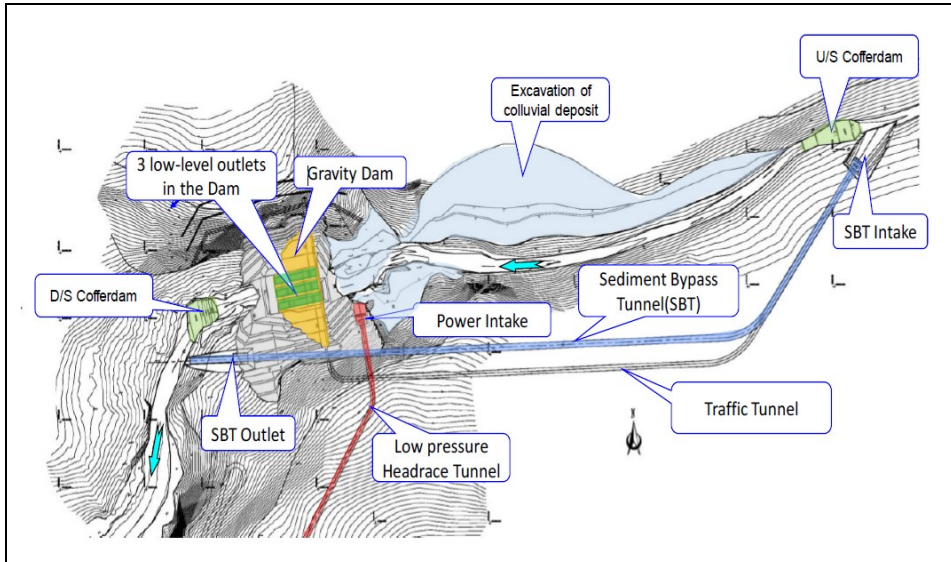 U/S Cofferdam
Excavation of
colluvial deposit
3 low-level outlets
in the Dam
Gravity Dam
SBT Intake
D/S Cofferdam
Sediment Bypass
Tunnel(SBT)
Power Intake
Traffic Tunnel
SBT Outlet
Low pressure
Headrace Tunnel